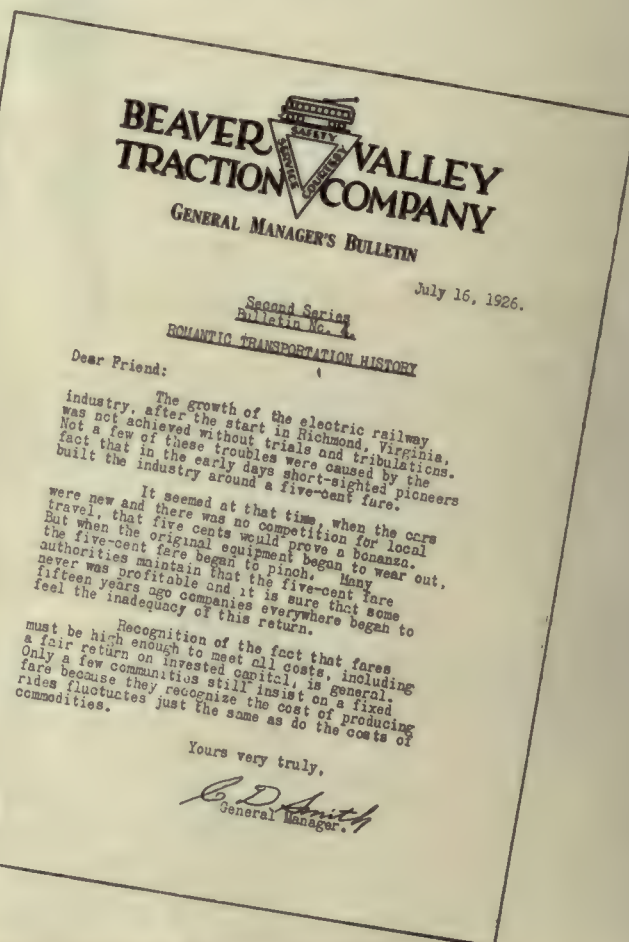 BEAVER VALLEY
TRACTION COMPANY
SAFETY
SERVICE
COURTESY
GENERAL MANAGER'S BULLETIN
July 16, 1926.
Second Series
Bulletin No. 4.
ROMANTIC TRANSPORTATION HISTORY
Dear Friend:
The growth of the electric railway
industry, after the start in Richmond, Virginia,
was not achieved without trials and tribulations.
Not a few of these troubles were caused by the
fact that in the early days short-sighted pioneers
built the industry around a five-cent fare.
It seemed at that time, when the cars
were new and there was no competition for local
travel, that five cents would prove a bonanza.
But when the original equipment began to wear out,
the five-cent fare began to pinch. Many
authorities maintain that the five-cent fare
never was profitable and it is sure that some
fifteen years ago companies everywhere began to
feel the inadequacy of this return.
Recognition of the fact that fares
must be high enough to meet all costs, including
a fair return on invested capital, is general.
Only a few communities still insist on a fixed
fare because they recognize the cost of producing
rides fluctuates just the same as do the costs of
commodities.
Yours very truly,
C D Smith
General Manager.